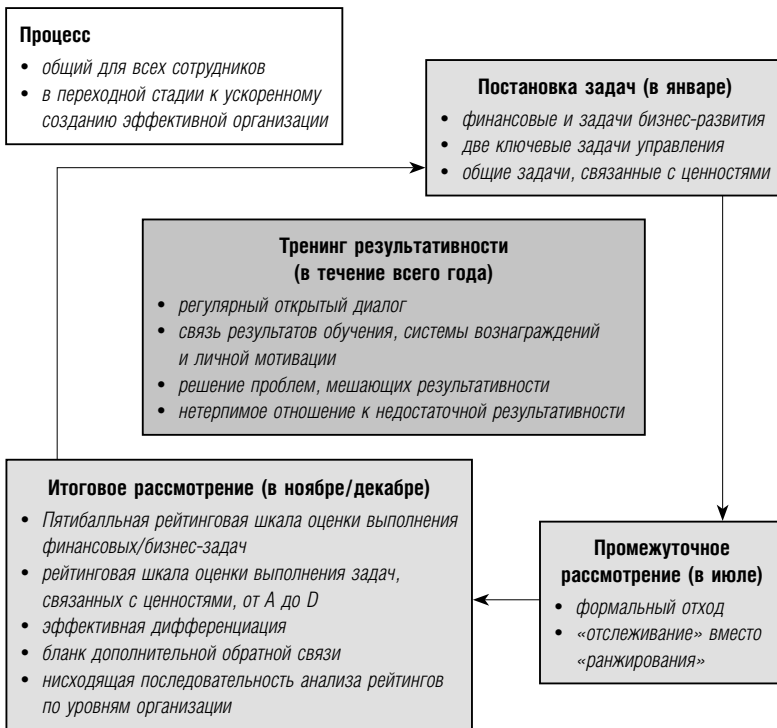 Процесс
• общий для всех сотрудников
• в переходной стадии к ускоренному
созданию эффективной организации
Постановка задач (в январе)
• финансовые и задачи бизнес-развития
• две ключевые задачи управления
• общие задачи, связанные с ценностями
Тренинг результативности
(в течение всего года)
• регулярный открытый диалог
• связь результатов обучения, системы вознаграждений
и личной мотивации
• решение проблем, мешающих результативности
• нетерпимое отношение к недостаточной результативности
Промежуточное
рассмотрение (в июле)
• формальный отход
• «отслеживание» вместо
«ранжирования»
Итоговое рассмотрение (в ноябре/декабре)
• Пятибалльная рейтинговая шкала оценки выполнения
финансовых/бизнес-задач
• рейтинговая шкала оценки выполнения задач,
связанных с ценностями, от A до D
• эффективная дифференциация
• бланк дополнительной обратной связи
• нисходящая последовательность анализа рейтингов
по уровням организации